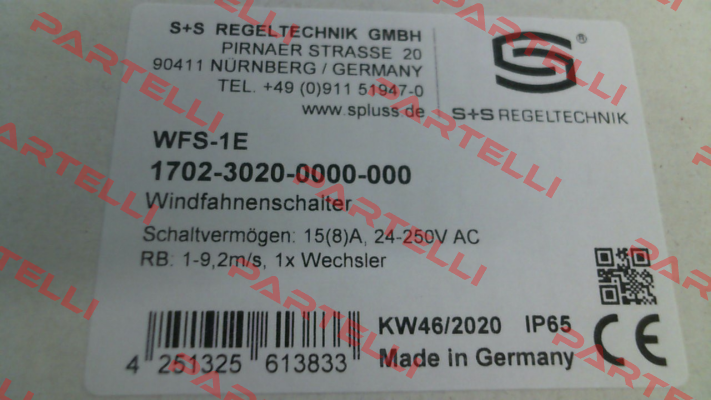 S+S REGELTECHNIK GMBH
PIRNAER STRASSE 20
90411 NÜRNBERG / GERMANY
TEL. +49 (0)911 51947-0
www.spluss.de
S
®
S+S REGELTECHNIK
WFS-1E
1702-3020-0000-000
Windfahnenschalter
Schaltvermögen: 15(8)A, 24-250V AC
RB: 1-9,2m/s, 1x Wechsler
4 251325 613833
KW46/2020 IP65
Made in Germany
CE
PARTELLI
PARTELLI
PARTELLI
PARTELLI
PARTELLI
PARTELLI